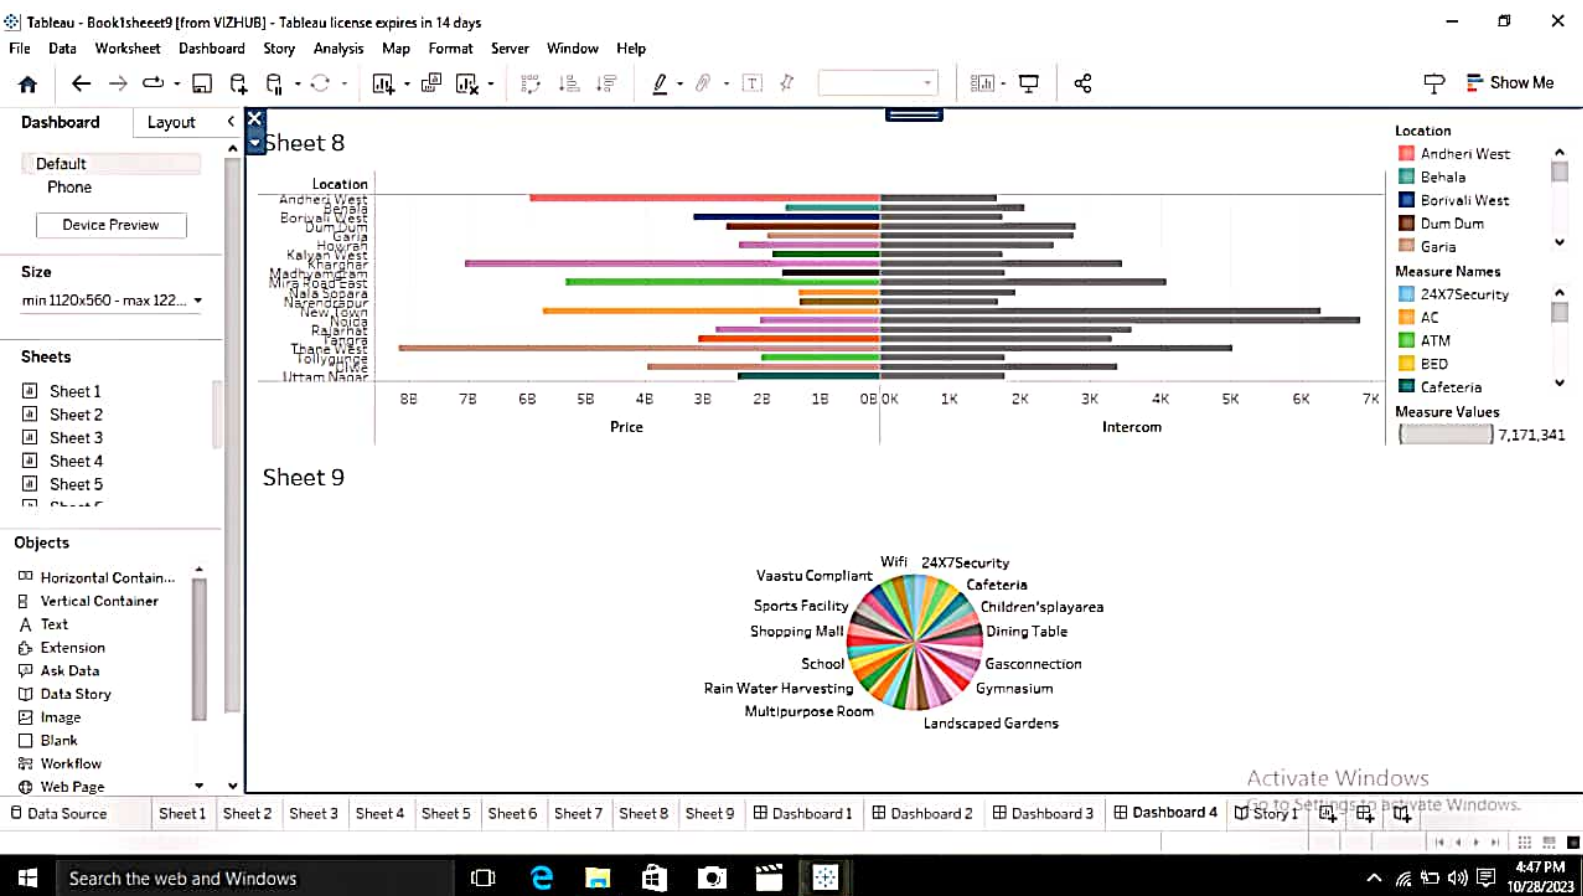 Tableau - Book1sheeet9 [from VIZHUB] - Tableau license expires in 14 days
File Data Worksheet Dashboard Story Analysis Map Format Server Window Help
Show Me
Dashboard Layout
Default
Phone
Device Preview
Size
min 1120x560 - max 122...
Sheets
Sheet 1
Sheet 2
Sheet 3
Sheet 4
Sheet 5
Objects
Horizontal Contain...
Vertical Container
Text
Extension
Ask Data
Data Story
Image
Blank
Workflow
Web Page
Sheet 8
Location
Andheri West
Behala
Borivali West
Dum Dum
Garia
Howrah
Kalyan West
Kharghar
Mira Road East
Nala Sopara
Narendrapur
New Town
Noida
Rajarhat
Tangra
Thane West
Tollygunge
Uttam Nagar
8B 7B 6B 5B 4B 3B 2B 1B 0B 0K 1K 2K 3K 4K 5K 6K 7K
Price Intercom
Sheet 9
Wifi 24X7Security
Vaastu Compliant Cafeteria
Sports Facility Children'splayarea
Shopping Mall Dining Table
School Gasconnection
Rain Water Harvesting Gymnasium
Multipurpose Room
Landscaped Gardens
Location
Andheri West
Behala
Borivali West
Dum Dum
Garia
Measure Names
24X7Security
AC
ATM
BED
Cafeteria
Measure Values
7,171,341
Activate Windows
Go to Settings to activate Windows.
Data Source Sheet 1 Sheet 2 Sheet 3 Sheet 4 Sheet 5 Sheet 6 Sheet 7 Sheet 8 Sheet 9 Dashboard 1 Dashboard 2 Dashboard 3 Dashboard 4 Story 1
Search the web and Windows
4:47 PM
10/28/2023